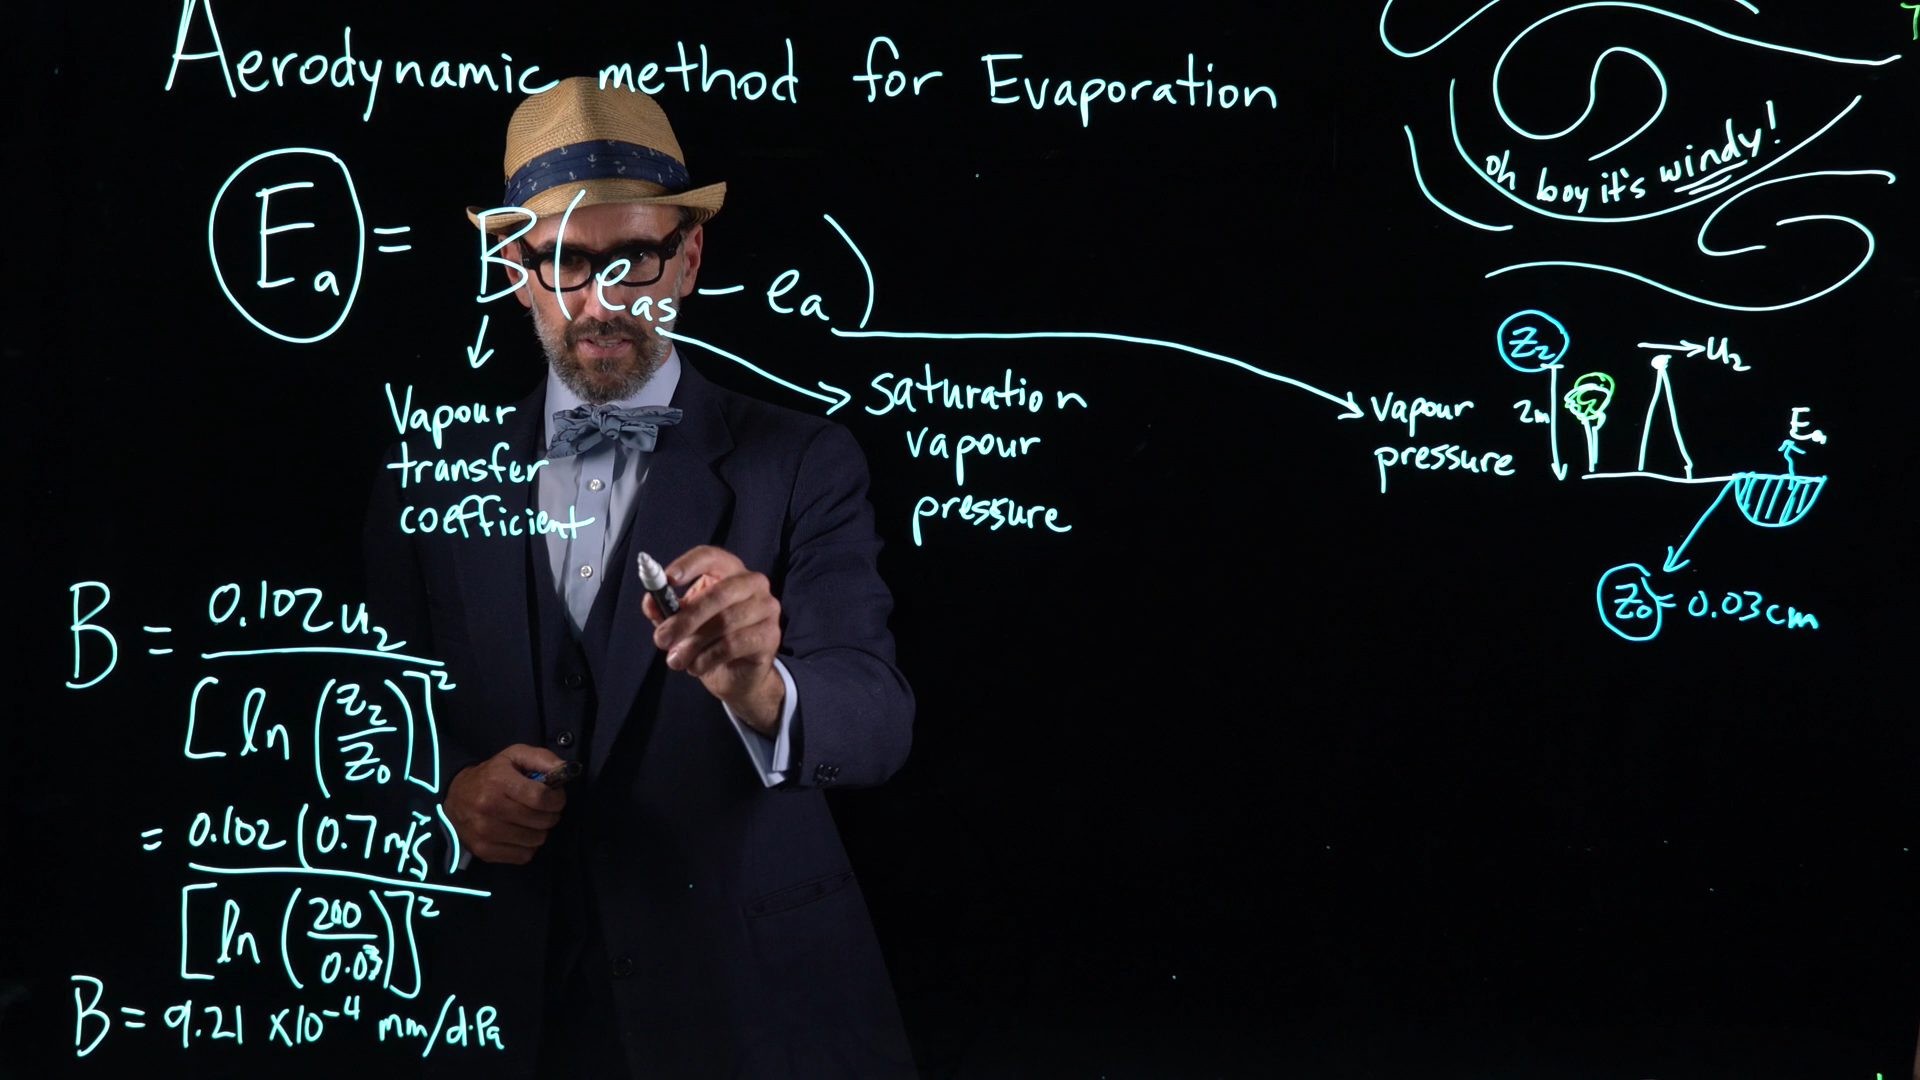 Aerodynamic method for Evaporation
oh boy it's windy!
Ea = B(eas - ea)
Vapour
transfer
coefficient
saturation
vapour
pressure
vapour
pressure
z2
2m
u2
Ea
z0 = 0.03cm
B = 0.102u2
[ln (z2/z0)]²
= 0.102 (0.7 m/s)
[ln (200/0.03)]²
B = 9.21 x10⁻⁴ mm/d·Pa